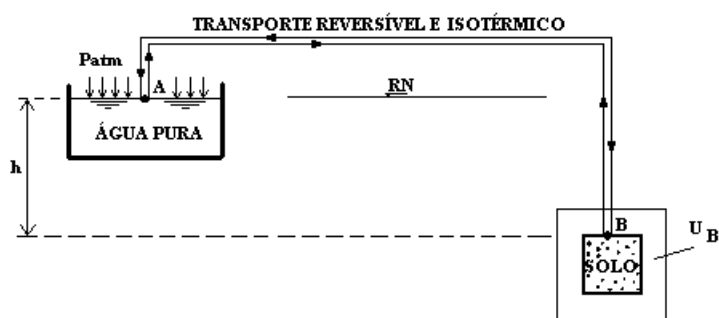 TRANSPORTE REVERSÍVEL E ISOTÉRMICO
Patm
A
RN
ÁGUA PURA
h
B
U B
SOLO